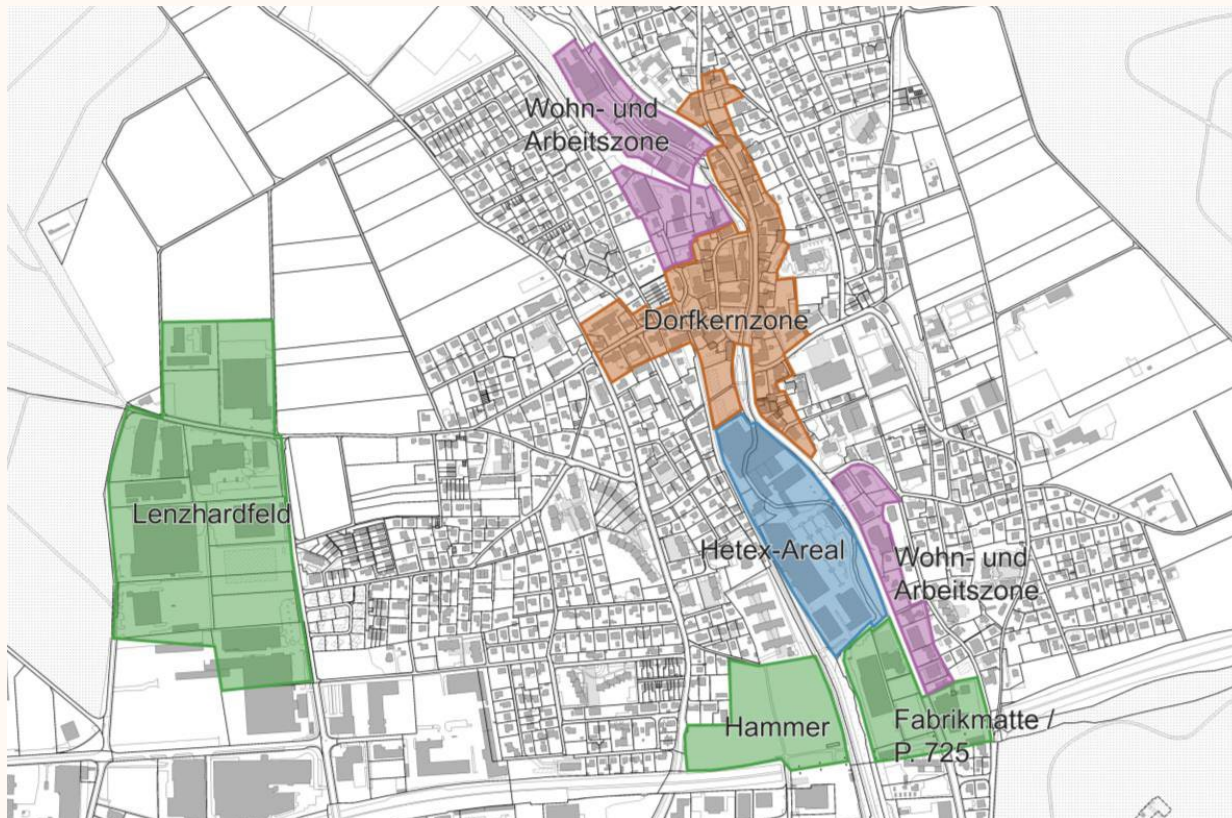 Wohn- und
Arbeitszone
Dorfkernzone
Lenzhardfeld
Hetex-Areal
Wohn- und
Arbeitszone
Hammer
Fabrikmatte /
P. 725